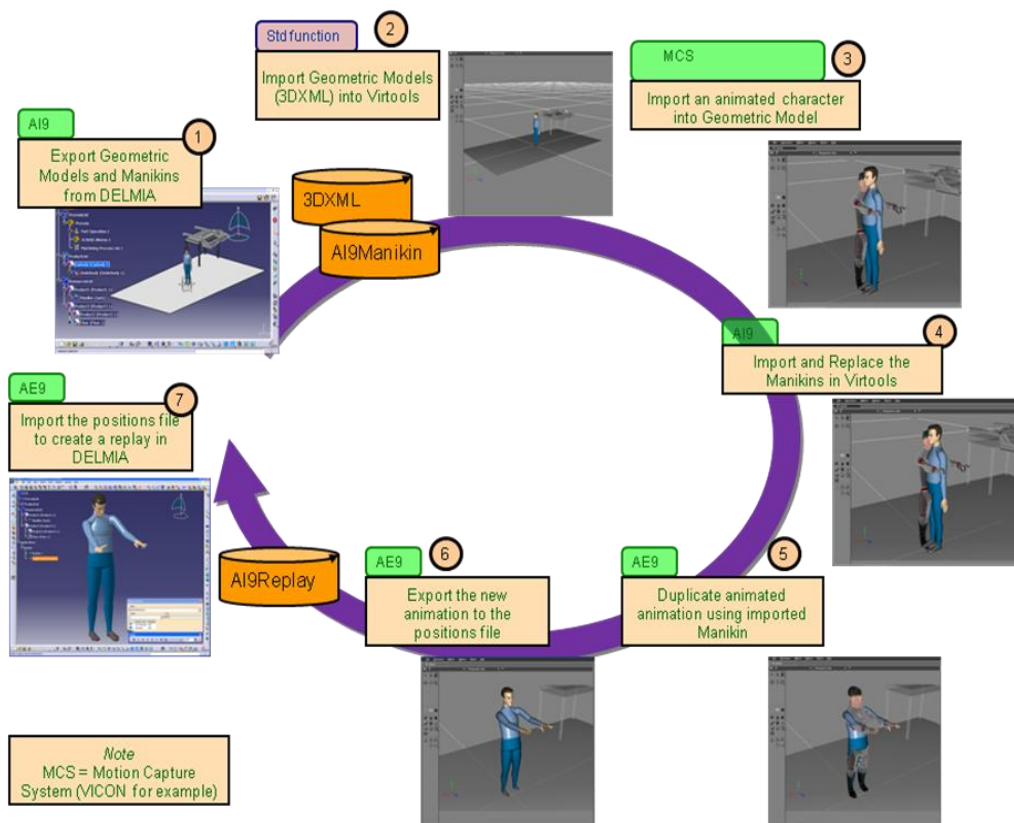 Std function
2
Import Geometric Models
(3DXML) into Virtools
MCS
3
Import an animated character
into Geometric Model
AI9
1
Export Geometric
Models and Manikins
from DELMIA
3DXML
AI9Manikin
AI9
4
Import and Replace the
Manikins in Virtools
AE9
7
Import the positions file
to create a replay in
DELMIA
AI9Replay
AE9
6
Export the new
animation to the
positions file
AE9
5
Duplicate animated
animation using imported
Manikin
Note
MCS = Motion Capture
System (VICON for example)